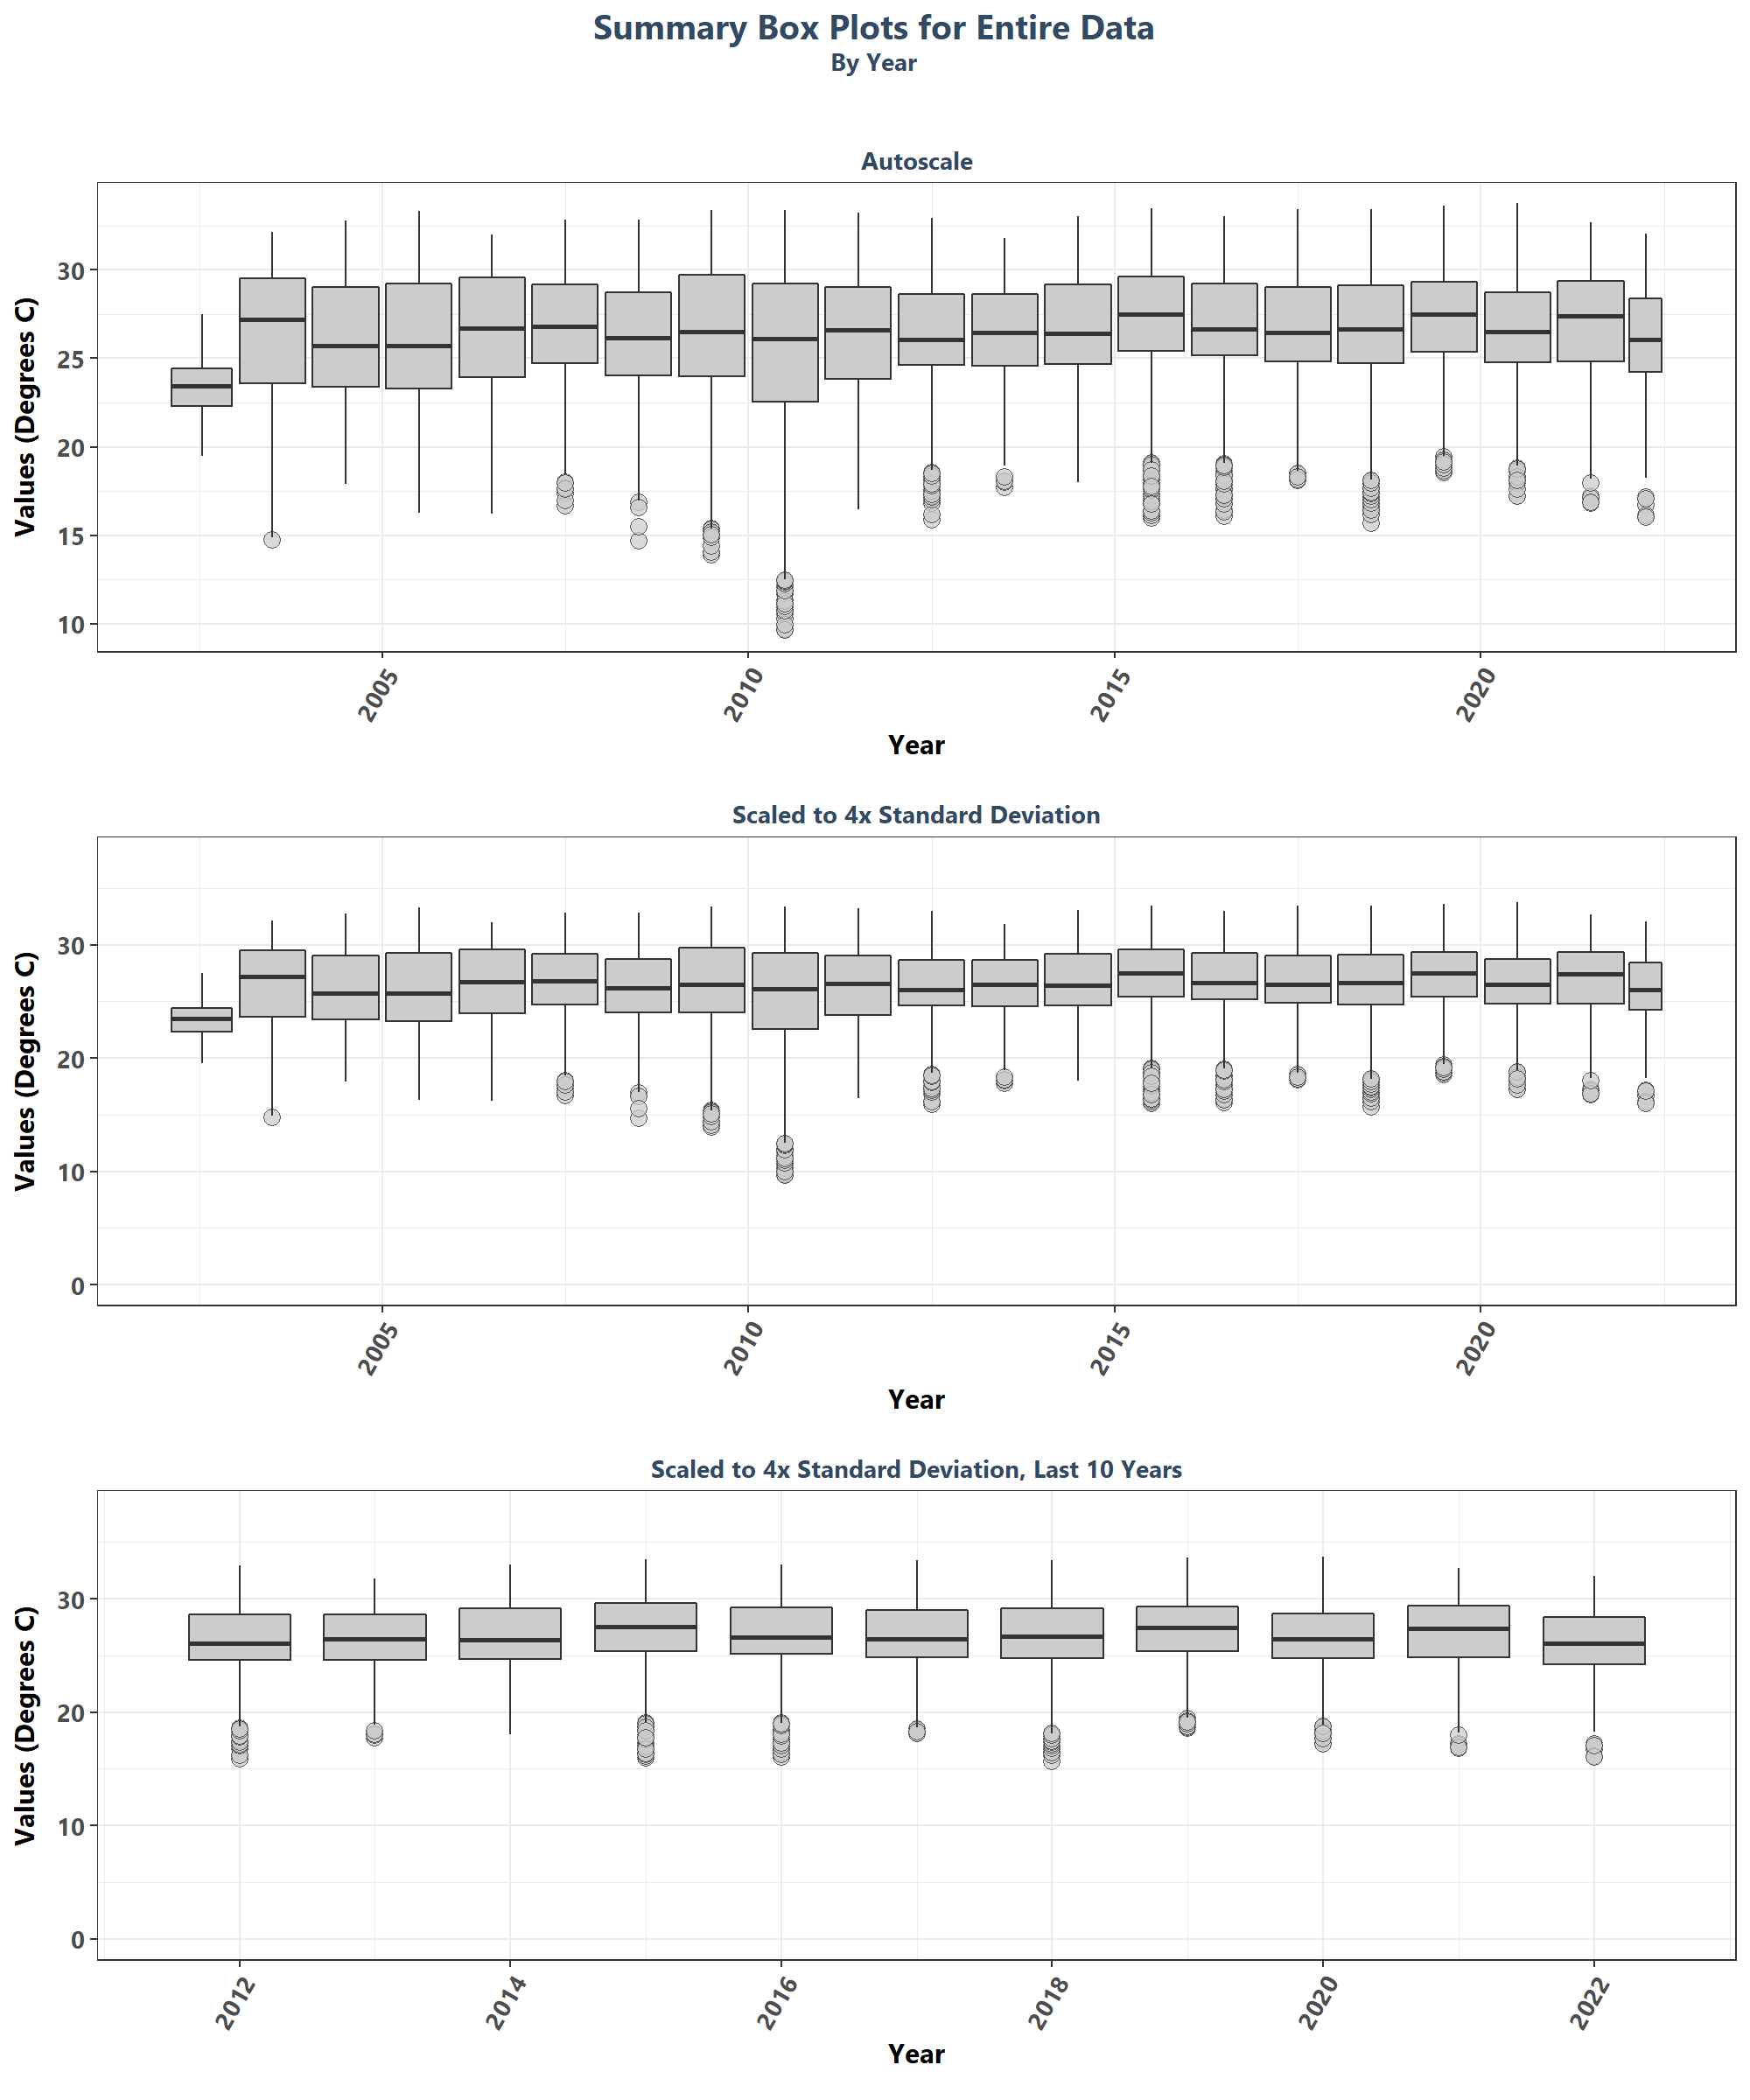 Summary Box Plots for Entire Data
By Year
Autoscale
Values (Degrees C)
30
25
20
15
10
2005
2010
2015
2020
Year
Scaled to 4x Standard Deviation
Values (Degrees C)
30
20
10
0
2005
2010
2015
2020
Year
Scaled to 4x Standard Deviation, Last 10 Years
Values (Degrees C)
30
20
10
0
2012
2014
2016
2018
2020
2022
Year